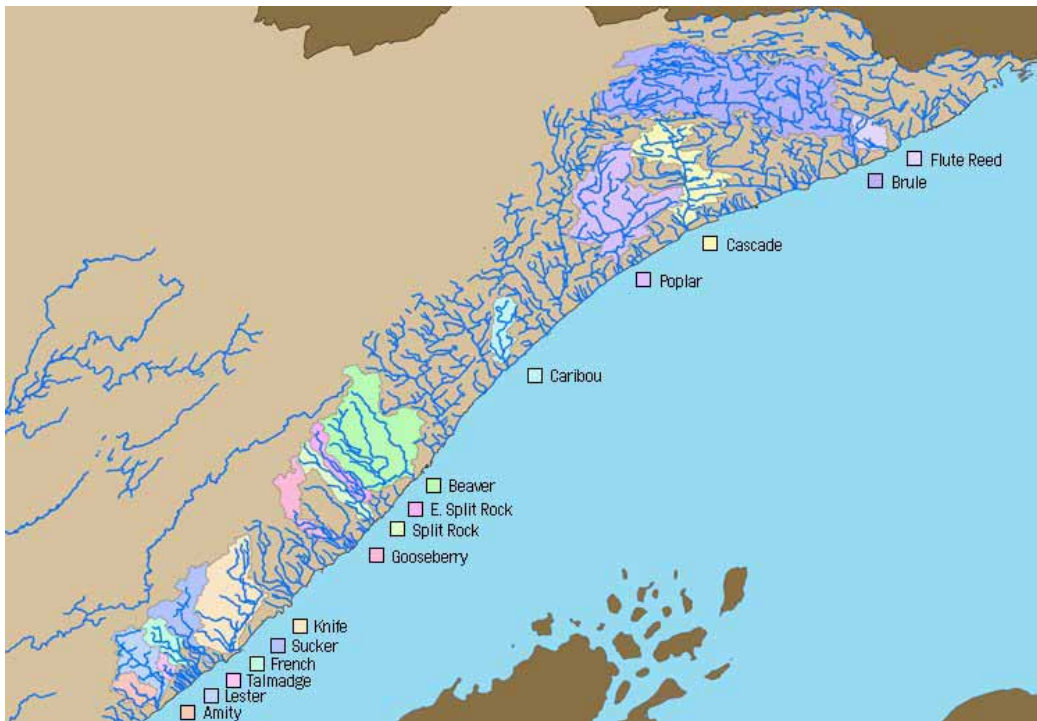 Flute Reed
Brule
Cascade
Poplar
Caribou
Beaver
E. Split Rock
Split Rock
Gooseberry
Knife
Sucker
French
Talmadge
Lester
Amity